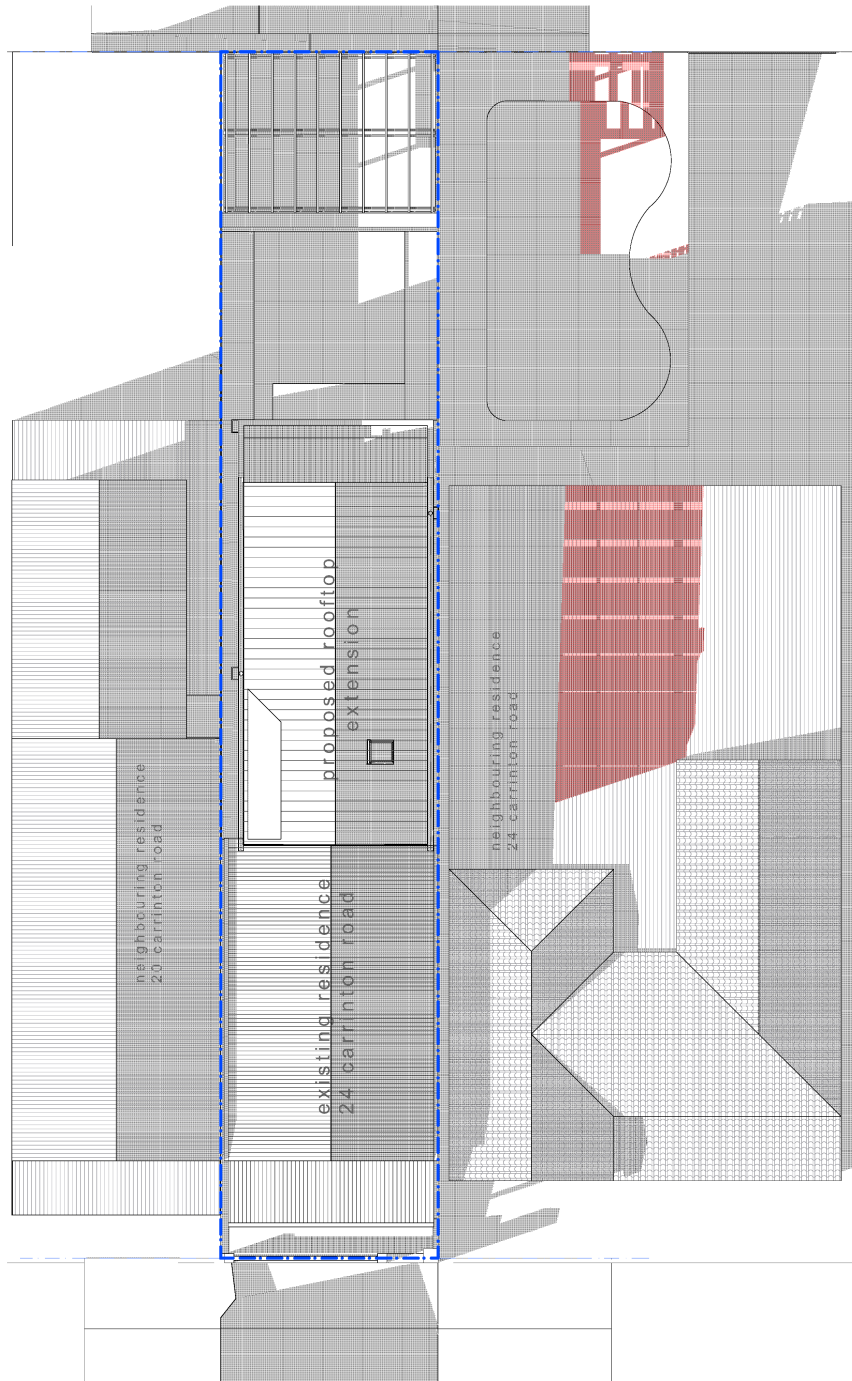 neighbouring residence
20 carrinton road
proposed rooftop
extension
existing residence
24 carrinton road
neighbouring residence
24 carrinton road